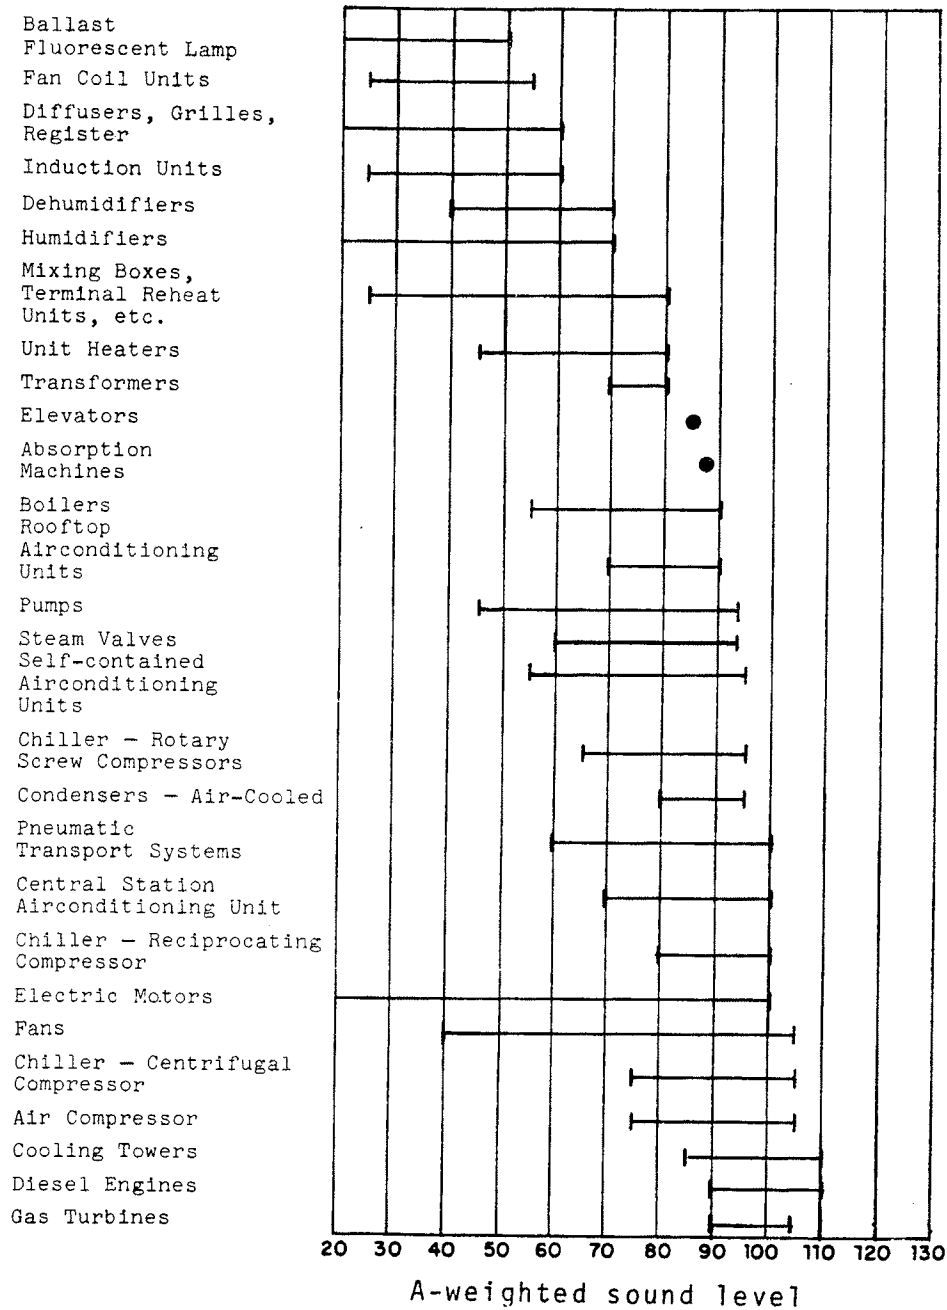 Ballast
Fluorescent Lamp
Fan Coil Units
Diffusers, Grilles,
Register
Induction Units
Dehumidifiers
Humidifiers
Mixing Boxes,
Terminal Reheat
Units, etc.
Unit Heaters
Transformers
Elevators
Absorption
Machines
Boilers
Rooftop
Airconditioning
Units
Pumps
Steam Valves
Self-contained
Airconditioning
Units
Chiller — Rotary
Screw Compressors
Condensers — Air-Cooled
Pneumatic
Transport Systems
Central Station
Airconditioning Unit
Chiller — Reciprocating
Compressor
Electric Motors
Fans
Chiller — Centrifugal
Compressor
Air Compressor
Cooling Towers
Diesel Engines
Gas Turbines
20 30 40 50 60 70 80 90 100 110 120 130
A-weighted sound level